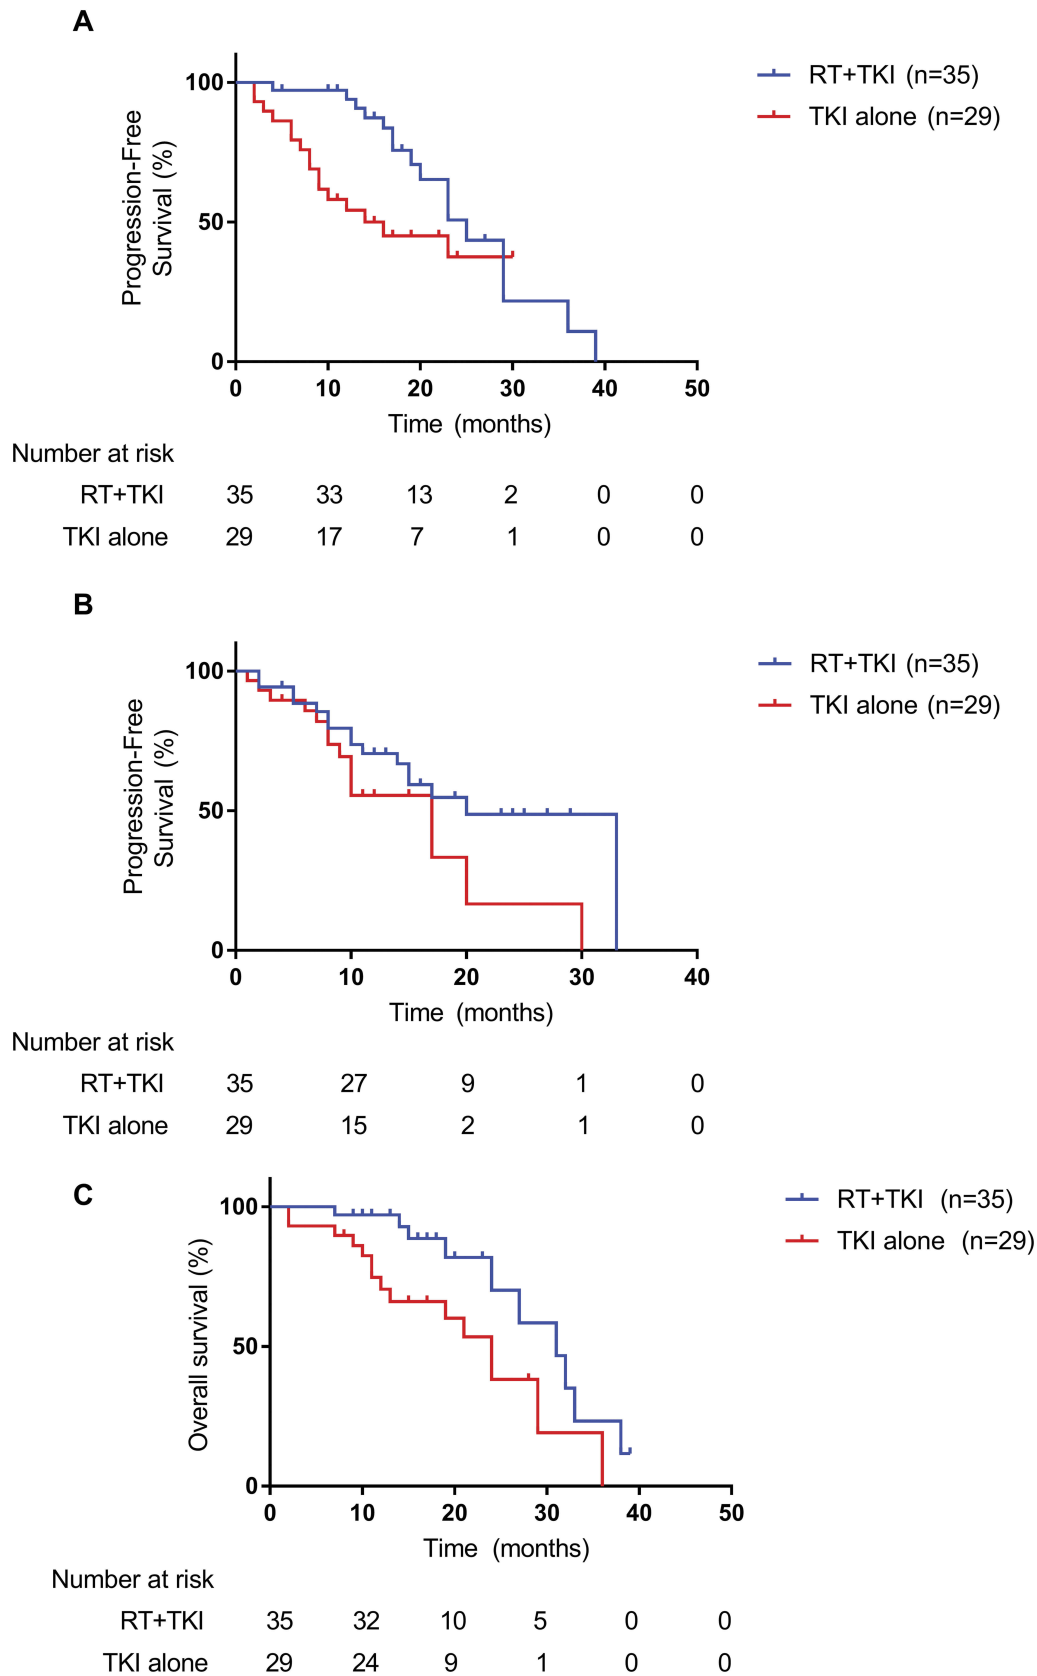 A
RT+TKI (n=35)
TKI alone (n=29)
Progression-Free
Survival (%)
100
50
0
0 10 20 30 40 50
Time (months)
Number at risk
RT+TKI 35 33 13 2 0 0
TKI alone 29 17 7 1 0 0
B
RT+TKI (n=35)
TKI alone (n=29)
Progression-Free
Survival (%)
100
50
0
0 10 20 30 40
Time (months)
Number at risk
RT+TKI 35 27 9 1 0
TKI alone 29 15 2 1 0
C
RT+TKI (n=35)
TKI alone (n=29)
Overall survival (%)
100
50
0
0 10 20 30 40 50
Time (months)
Number at risk
RT+TKI 35 32 10 5 0 0
TKI alone 29 24 9 1 0 0